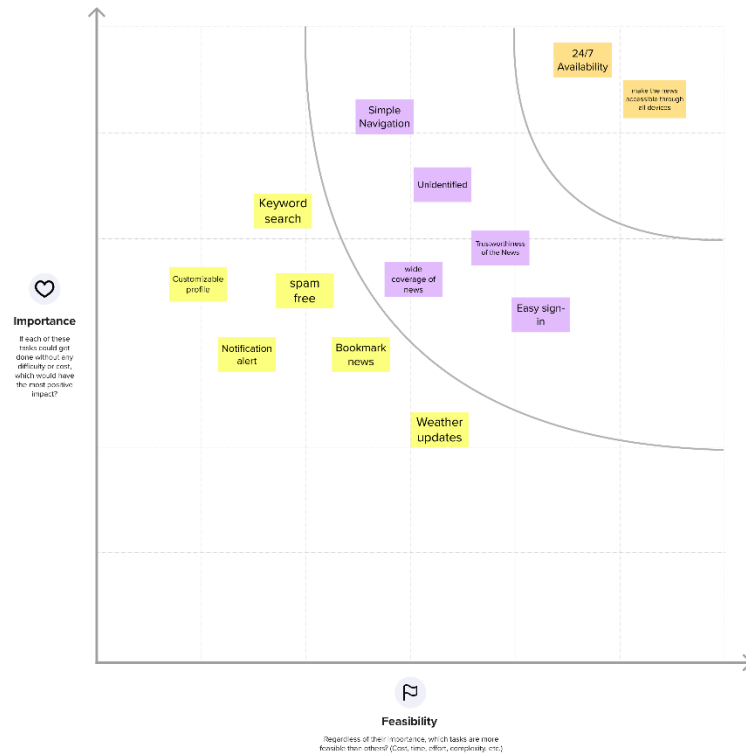 24/7
Availability
make the news
accessible through
all devices
Simple
Navigation
Unidentified
Keyword
search
Trustworthiness
of the News
wide
coverage of
news
Customizable
profile
spam
free
Easy sign-
in
Notification
alert
Bookmark
news
Weather
updates
Importance
If each of these
tasks could get
done without any
difficulty or cost,
which would have
the most positive
impact?
Feasibility
Regardless of their importance, which tasks are more
feasible than others? (Cost, time, effort, complexity, etc.)